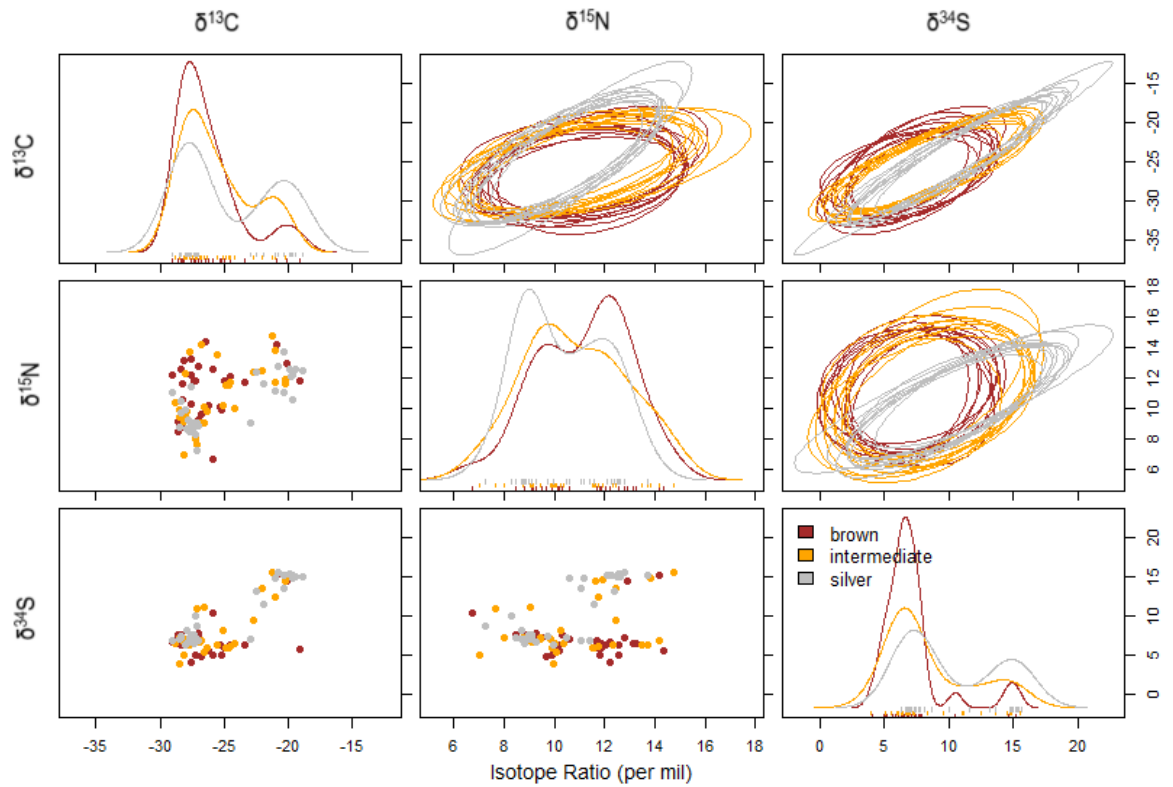 δ¹³C δ¹⁵N δ³⁴S
δ¹³C
-15
-20
-25
-30
-35
δ¹⁵N
18
16
14
12
10
8
6
δ³⁴S
brown
intermediate
silver
20
15
10
5
0
-35 -30 -25 -20 -15 6 8 10 12 14 16 18 0 5 10 15 20
Isotope Ratio (per mil)